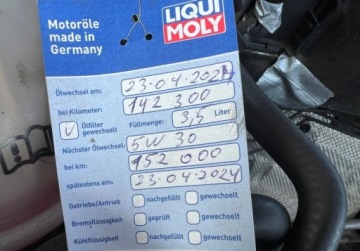 Motoröle
made in
Germany
LIQUI
MOLY
Ölwechsel am: 23-04-2024
bei Kilometer: 142 300
Ölfilter gewechselt Füllmenge: 3,5 Liter
Nächster Ölwechsel: 5W 30
bei km: 152 000
spätestens am: 23-04-2024
Getriebe/Antrieb nachgefüllt gewechselt
Bremsflüssigkeit geprüft gewechselt
Kühlflüssigkeit nachgefüllt gewechselt